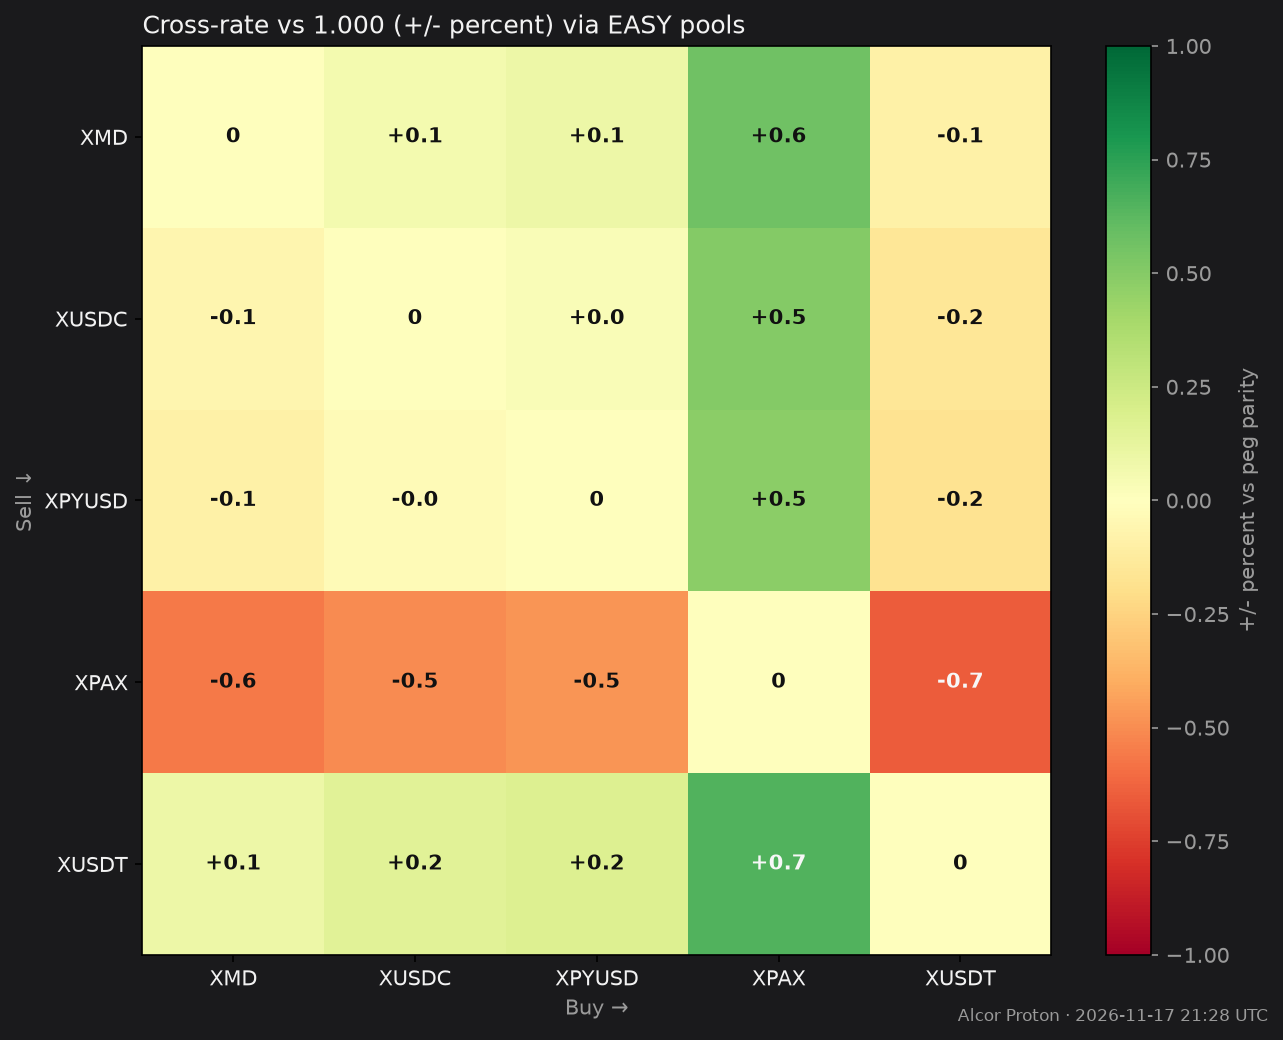 Cross-rate vs 1.000 (+/- percent) via EASY pools
XMD 0 +0.1 +0.1 +0.6 -0.1
XUSDC -0.1 0 +0.0 +0.5 -0.2
XPYUSD -0.1 -0.0 0 +0.5 -0.2
XPAX -0.6 -0.5 -0.5 0 -0.7
XUSDT +0.1 +0.2 +0.2 +0.7 0
XMD XUSDC XPYUSD XPAX XUSDT
Sell ↓
Buy →
1.00
0.75
0.50
0.25
0.00
−0.25
−0.50
−0.75
−1.00
+/- percent vs peg parity
Alcor Proton · 2026-11-17 21:28 UTC